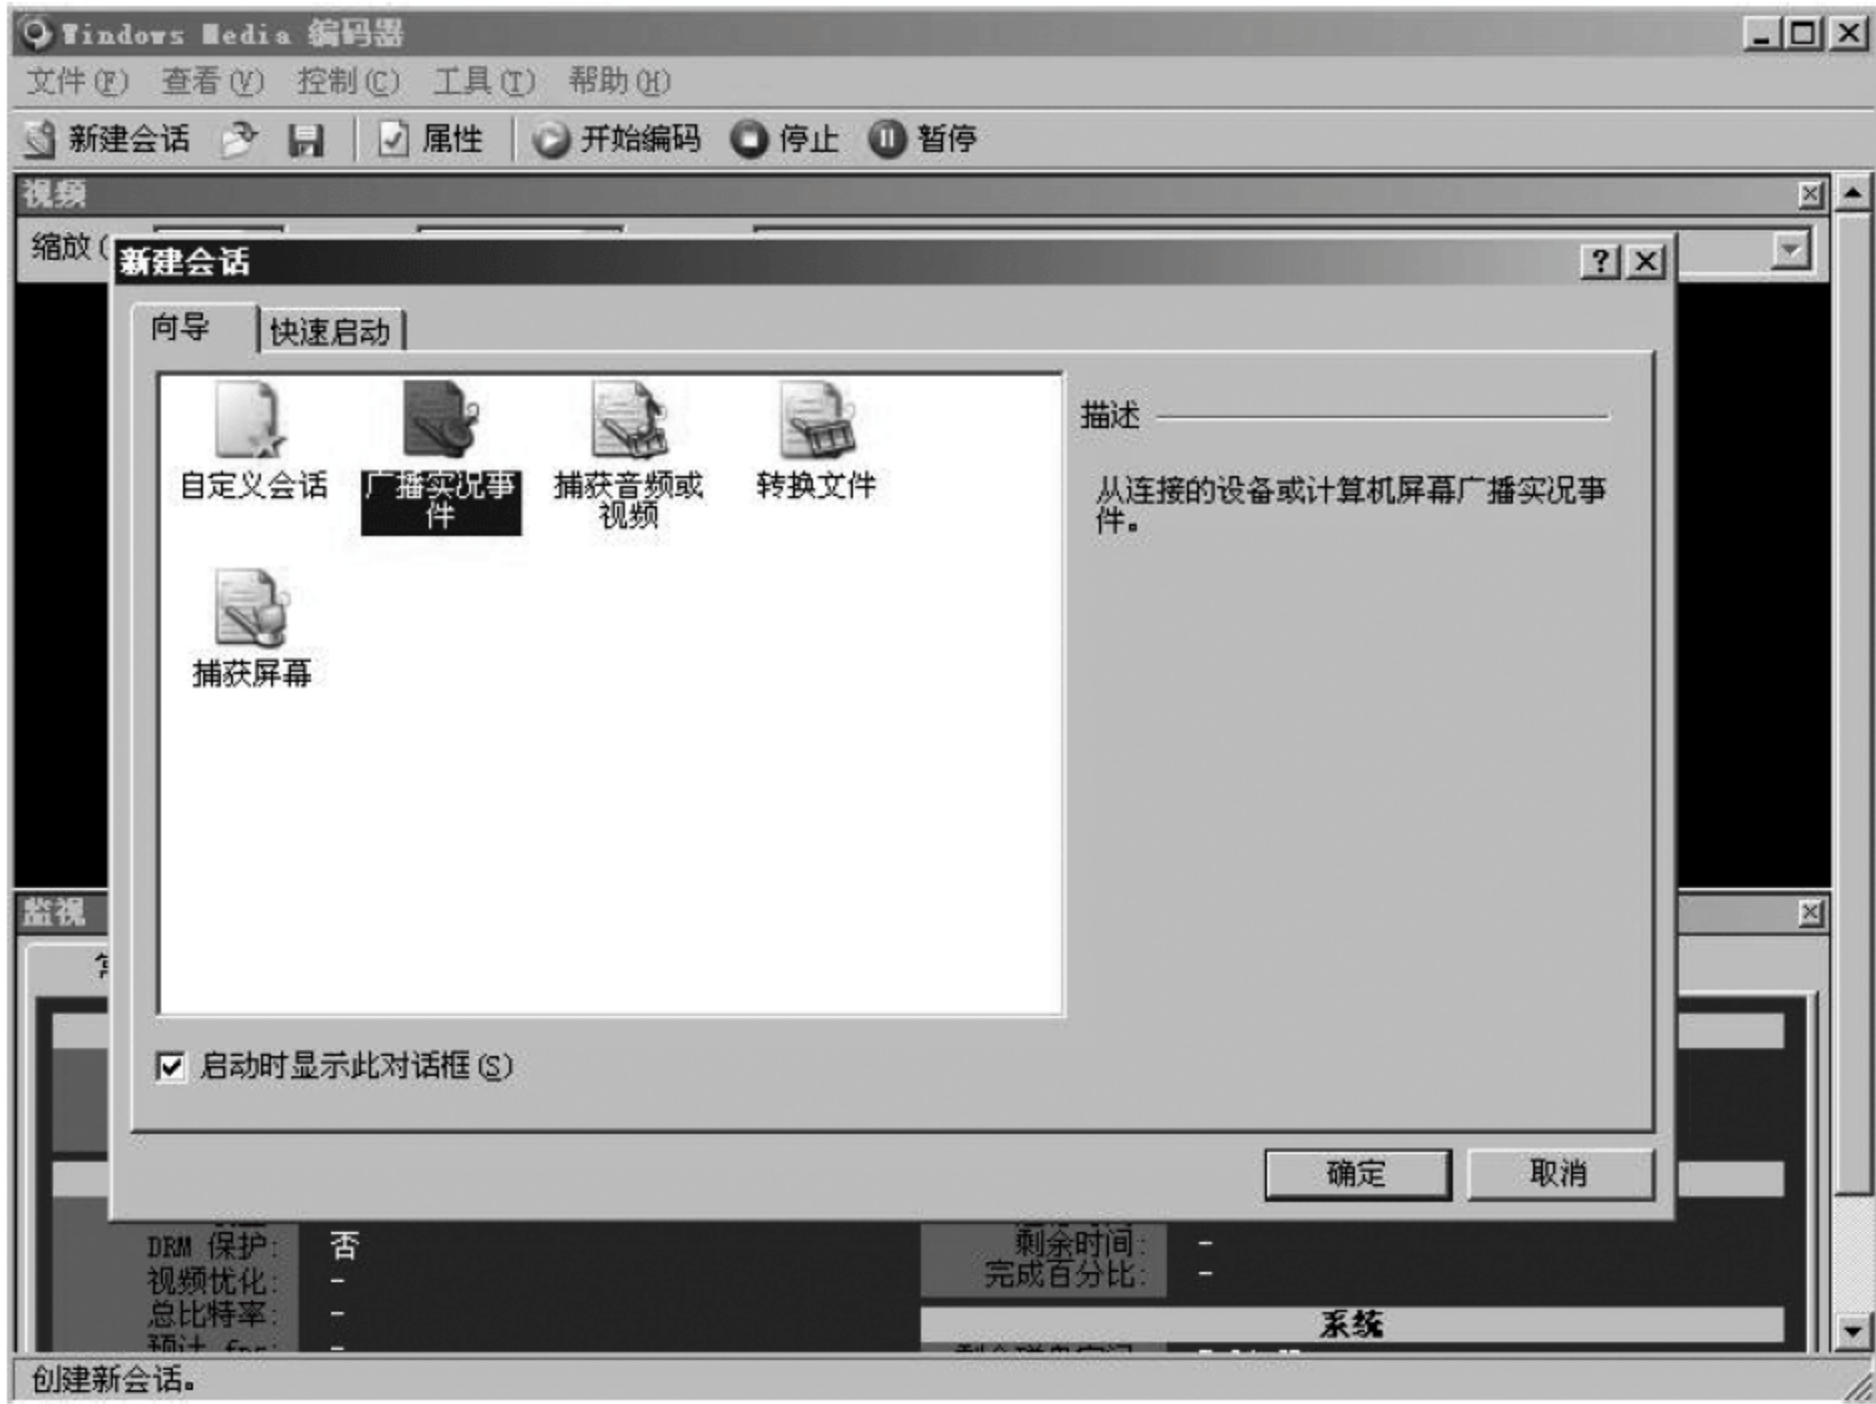 Windows Media 编码器
文件(F) 查看(V) 控制(C) 工具(T) 帮助(H)
新建会话 属性 开始编码 停止 暂停
视频
缩放(
新建会话
向导 快速启动
自定义会话
广播实况事
件
捕获音频或
视频
转换文件
捕获屏幕
描述
从连接的设备或计算机屏幕广播实况事
件。
启动时显示此对话框(S)
确定 取消
监视
DRM 保护: 否
视频优化: -
总比特率: -
预计 fps: -
剩余时间: -
完成百分比: -
系统
创建新会话。